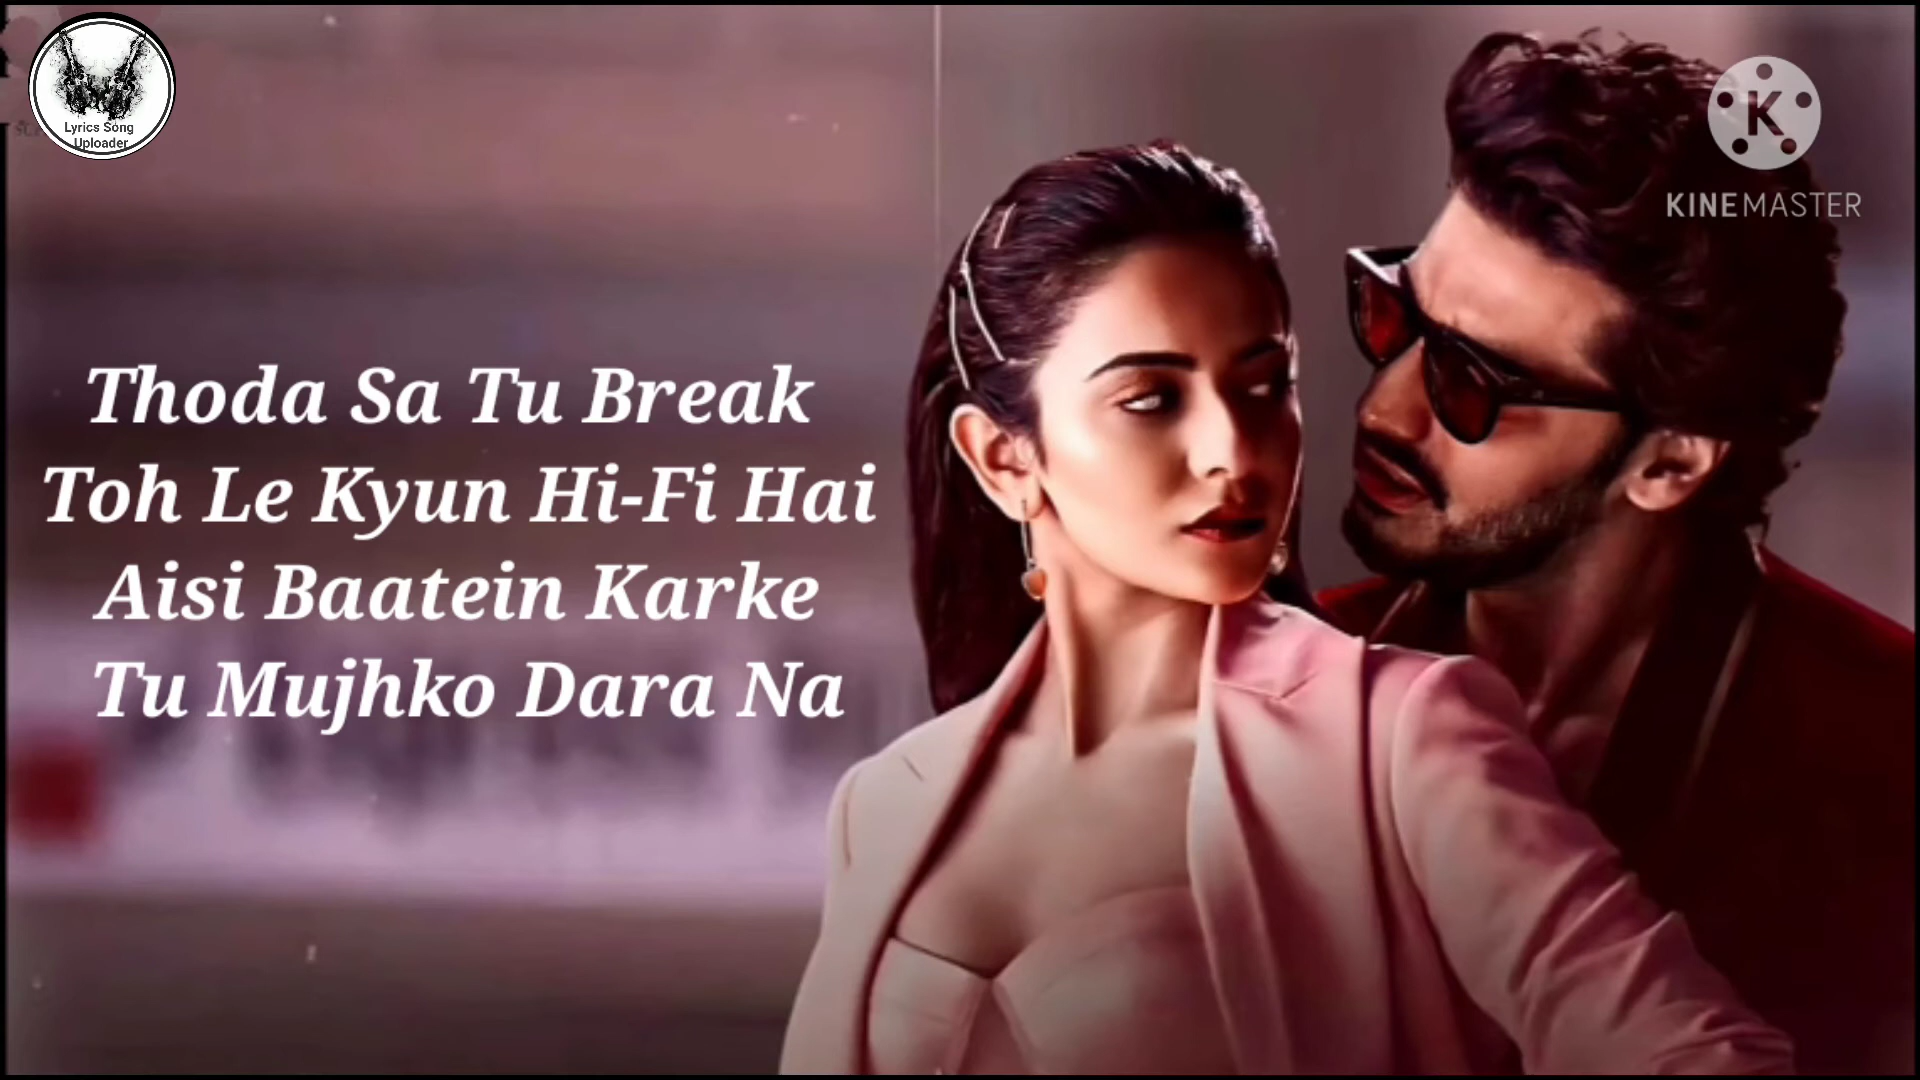 Lyrics Song
Uploader
K
KINEMASTER
Thoda Sa Tu Break
Toh Le Kyun Hi-Fi Hai
Aisi Baatein Karke
Tu Mujhko Dara Na